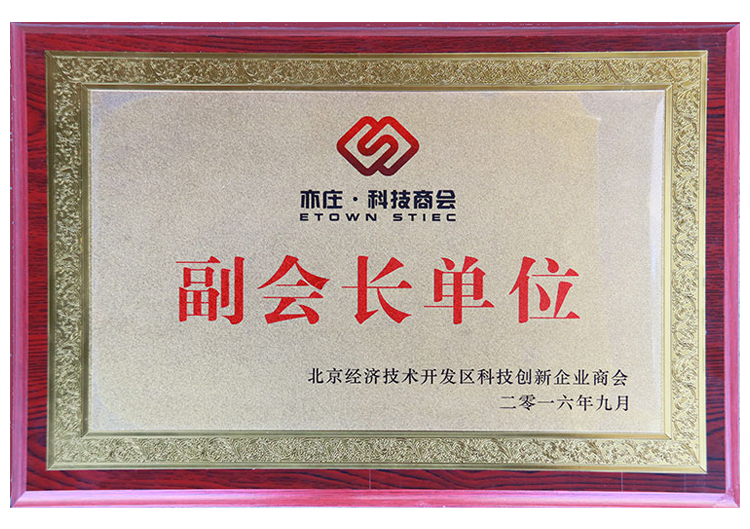 亦庄·科技商会
ETOWN STIEC
副会长单位
北京经济技术开发区科技创新企业商会
二零一六年九月